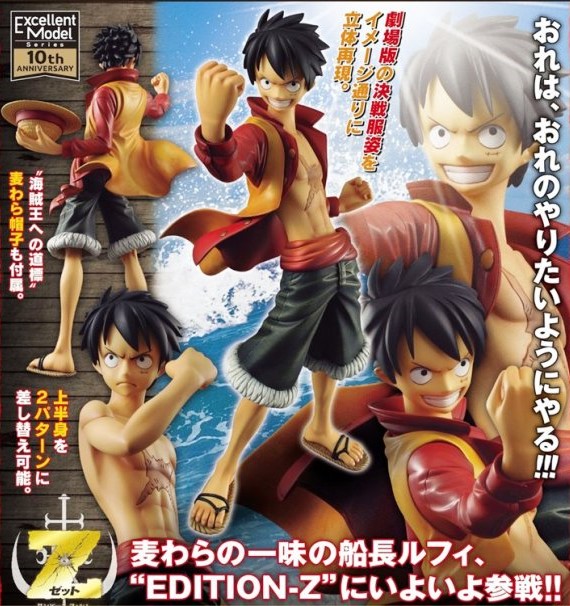 Excellent
Model
Series
10th
ANNIVERSARY
劇場版の決戦服姿を
イメージ通りに
立体再現。
おれは、おれのやりたいようにやる!!!
“海賊王への道標”
麦わら帽子も付属。
上半身を
2パターンに
差し替え可能。
Z
ゼット
麦わらの一味の船長ルフィ、
“EDITION-Z”にいよいよ参戦!!